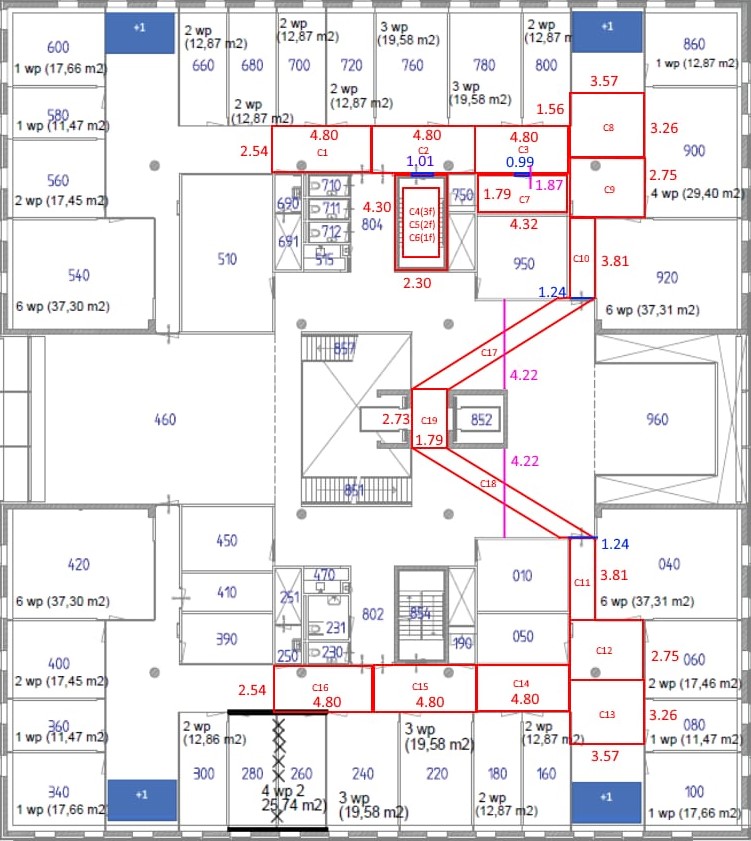 600
1 wp (17,66 m2)
580
1 wp (11,47 m2)
560
2 wp (17,45 m2)
540
6 wp (37,30 m2)
+1
2 wp
(12,87 m2)
660
680
2 wp
(12,87 m2)
2 wp
(12,87 m2)
700
720
2 wp
(12,87 m2)
3 wp
(19,58 m2)
760
780
3 wp
(19,58 m2)
2 wp
(12,87 m
800
+1
860
1 wp (12,87 m2)
900
4 wp (29,40 m2)
920
6 wp (37,31 m2)
3.57
1.56
C8
3.26
2.75
C9
4.80
C1
2.54
4.80
C2
4.80
C3
1.01
0.99
1.87
1.79
C7
4.32
710
711
712
515
690
691
804
4.30
C4(3f)
C5(2f)
C6(1f)
2.30
750
510
950
C10
3.81
1.24
857
C17
4.22
460
2.73
C19
1.79
852
960
4.22
C18
851
1.24
420
6 wp (37,30 m2)
450
410
390
470
251
231
250
230
802
854
190
010
050
C11
3.81
040
6 wp (37,31 m2)
400
2 wp (17,45 m2)
360
1 wp (11,47 m2)
340
1 wp (17,66 m2)
2.54
C16
4.80
C15
4.80
C14
4.80
C12
2.75
C13
3.26
3.57
060
2 wp (17,46 m2)
080
1 wp (11,47 m2)
100
1 wp (17,66 m2)
+1
2 wp
(12,86 m2)
300
280
260
4 wp 2
25,74 m2)
240
3 wp
(19,58 m2)
3 wp
(19,58 m2)
220
180
2 wp
(12,87 m2)
2 wp
(12,87 m2)
160
+1